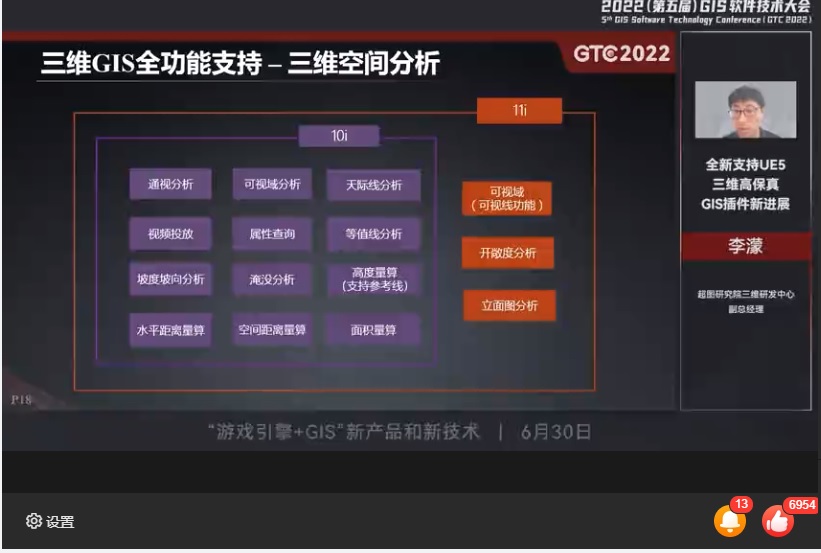 2022(第五届)GIS软件技术大会
5th GIS Software Technology Conference(GTC 2022)
三维GIS全功能支持 – 三维空间分析
GTC2022
11i
10i
通视分析
可视域分析
天际线分析
可视域
(可视线功能)
视频投放
属性查询
等值线分析
开敞度分析
坡度坡向分析
淹没分析
高度量算
(支持参考线)
立面图分析
水平距离量算
空间距离量算
面积量算
P18
全新支持UE5
三维高保真
GIS插件新进展
李濛
超图研究院三维研发中心
副总经理
“游戏引擎+GIS”新产品和新技术 | 6月30日
设置
13
6954